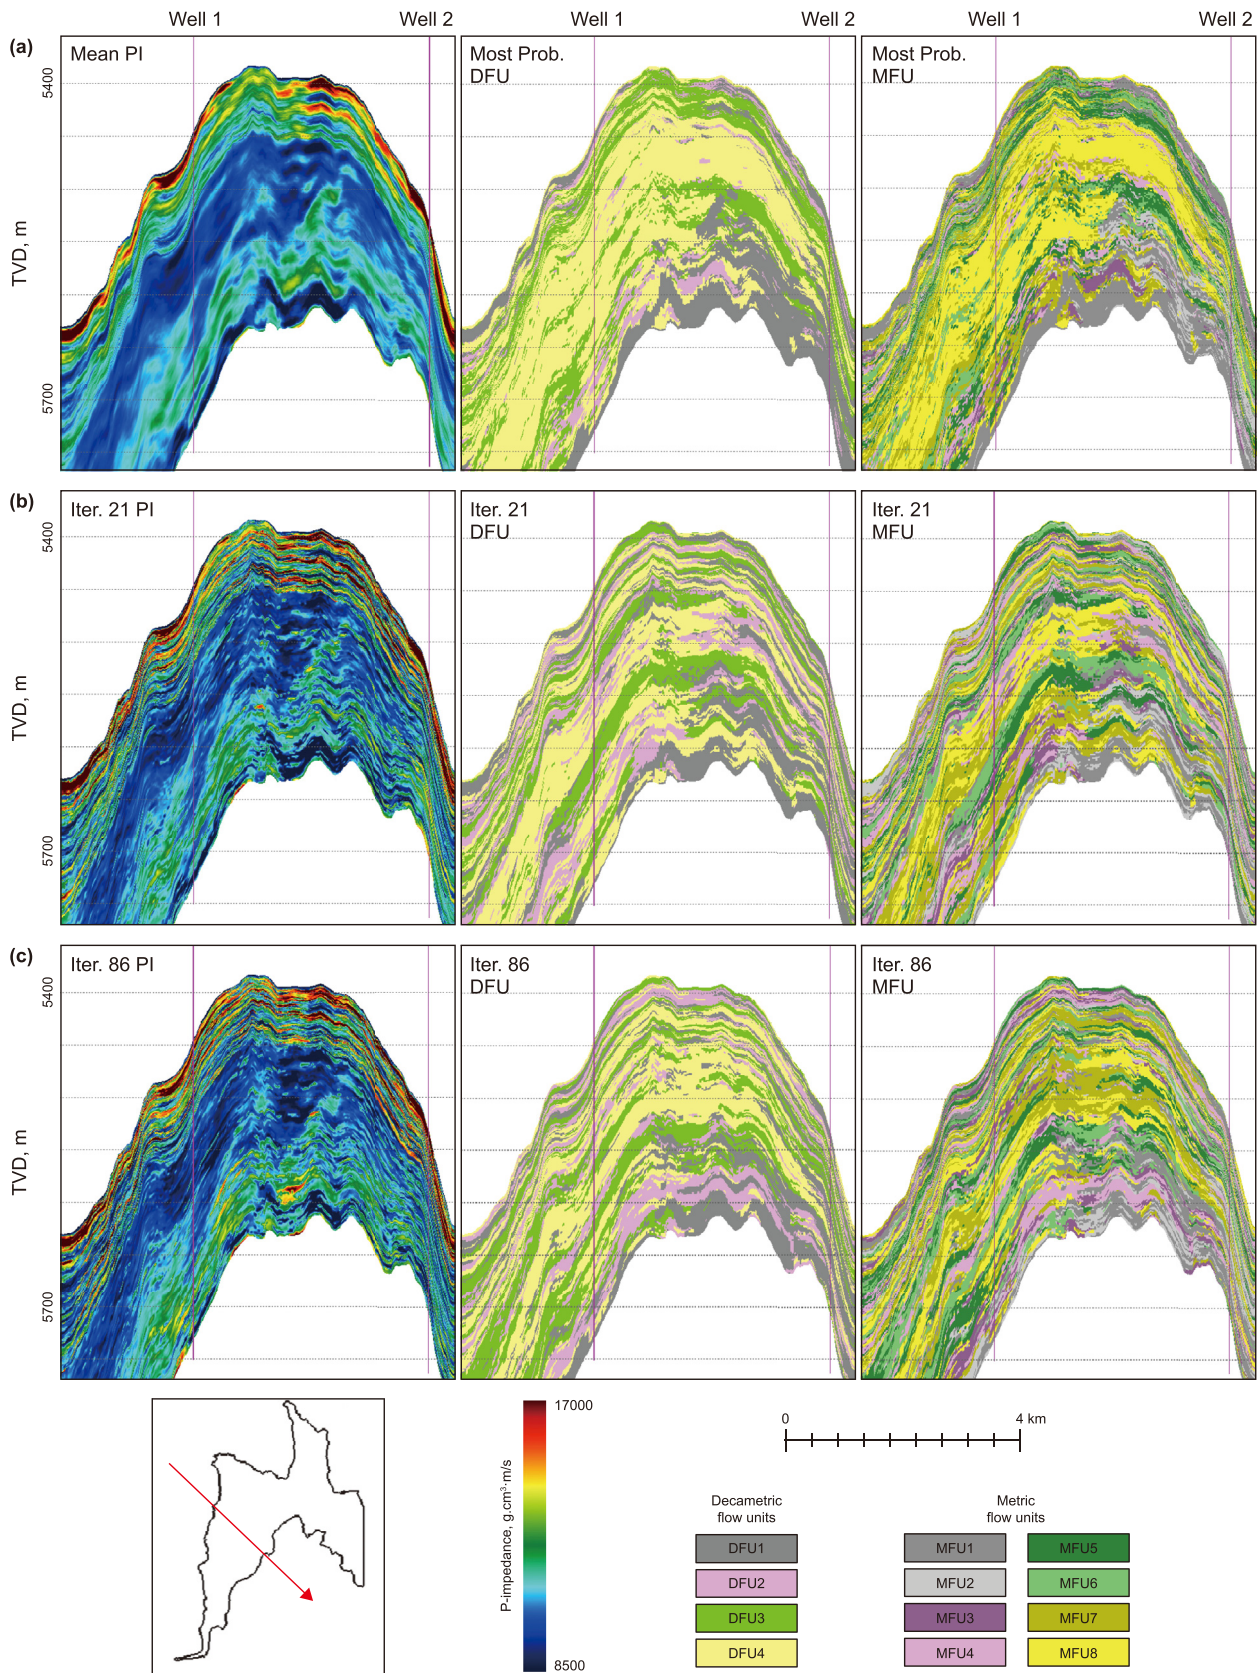 Well 1 Well 2 Well 1 Well 2 Well 1 Well 2
(a)
Mean PI
Most Prob.
DFU
Most Prob.
MFU
5400
TVD, m
5700
(b)
Iter. 21 PI
Iter. 21
DFU
Iter. 21
MFU
5400
TVD, m
5700
(c)
Iter. 86 PI
Iter. 86
DFU
Iter. 86
MFU
5400
TVD, m
5700
17000
P-impedance, g.cm³·m/s
8500
0 4 km
Decametric
flow units
DFU1
DFU2
DFU3
DFU4
Metric
flow units
MFU1 MFU5
MFU2 MFU6
MFU3 MFU7
MFU4 MFU8